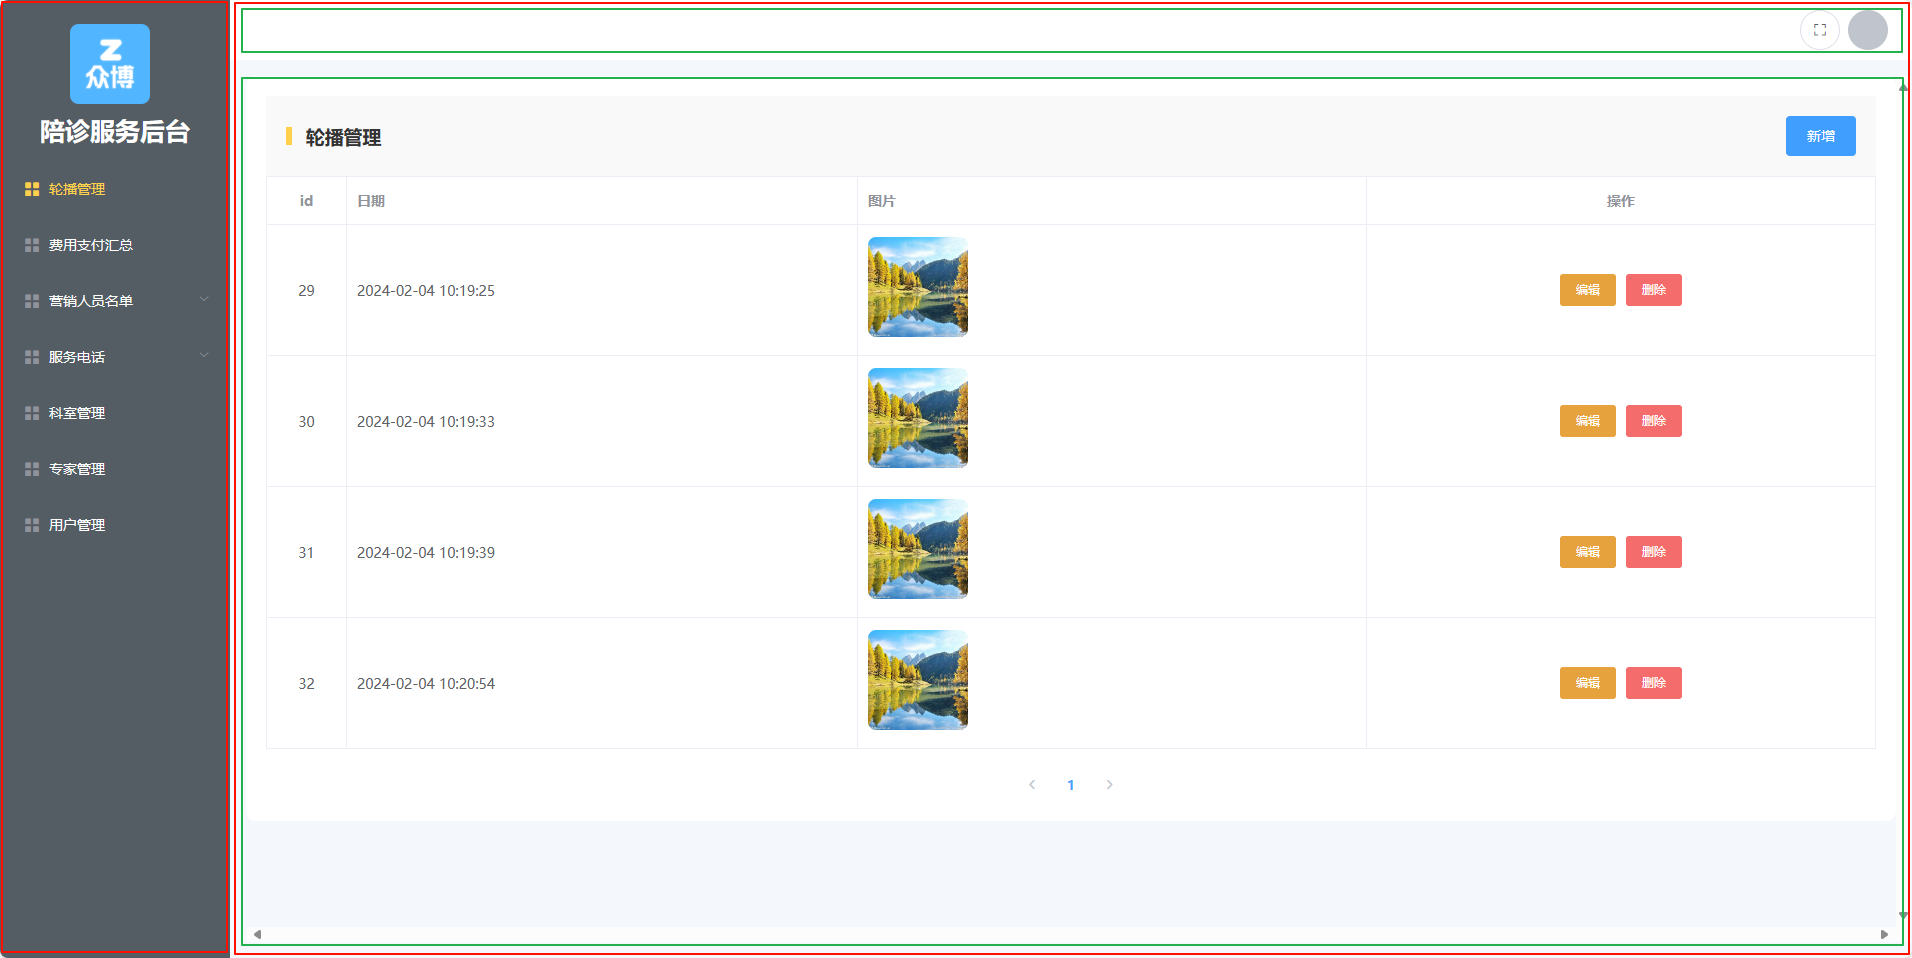 Z
众博
陪诊服务后台
轮播管理
费用支付汇总
营销人员名单
服务电话
科室管理
专家管理
用户管理
轮播管理
新增
id 日期 图片 操作
29 2024-02-04 10:19:25 编辑 删除
30 2024-02-04 10:19:33 编辑 删除
31 2024-02-04 10:19:39 编辑 删除
32 2024-02-04 10:20:54 编辑 删除
1